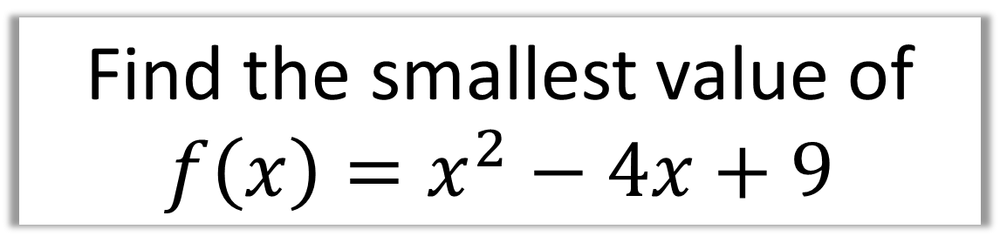 Find the smallest value of
𝑓(𝑥) = 𝑥² − 4𝑥 + 9